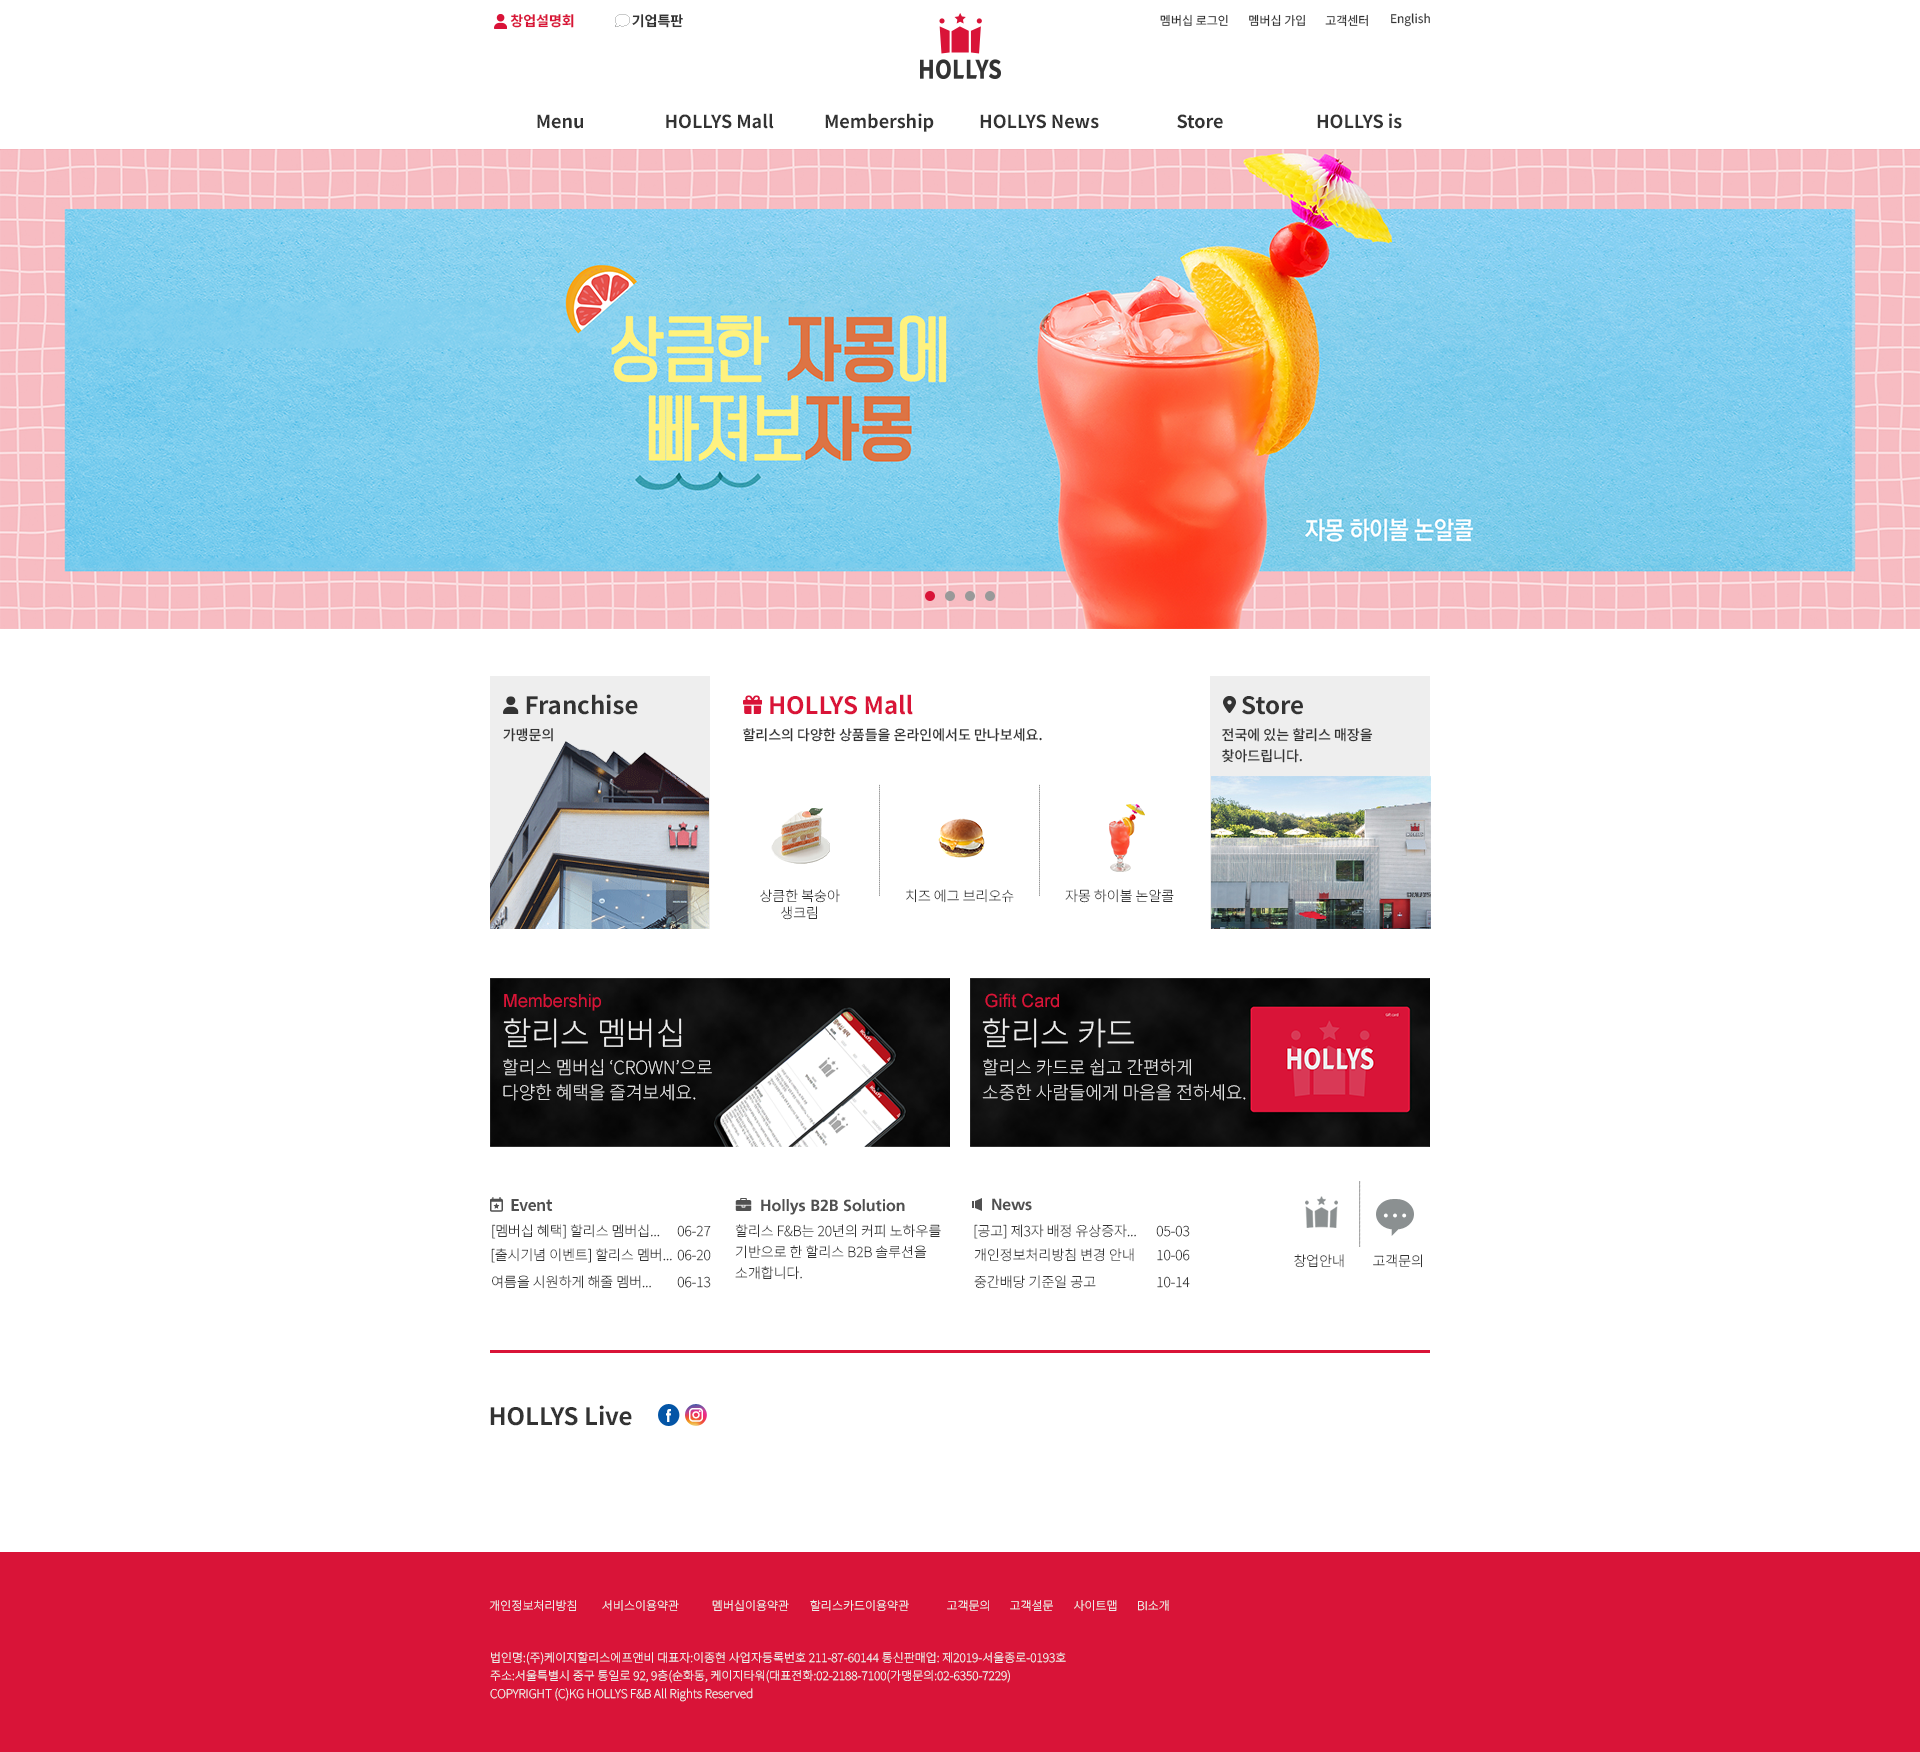 창업설명회
기업특판
멤버십 로그인
멤버십 가입
고객센터
English
HOLLYS
Menu
HOLLYS Mall
Membership
HOLLYS News
Store
HOLLYS is
상큼한 자몽에
빠져보자몽
자몽 하이볼 논알콜
Franchise
가맹문의
HOLLYS Mall
할리스의 다양한 상품들을 온라인에서도 만나보세요.
상큼한 복숭아
생크림
치즈 에그 브리오슈
자몽 하이볼 논알콜
Store
전국에 있는 할리스 매장을
찾아드립니다.
Membership
할리스 멤버십
할리스 멤버십 ‘CROWN’으로
다양한 혜택을 즐겨보세요.
Gifit Card
할리스 카드
할리스 카드로 쉽고 간편하게
소중한 사람들에게 마음을 전하세요.
HOLLYS
Event
[멤버십 혜택] 할리스 멤버십... 06-27
[출시기념 이벤트] 할리스 멤버... 06-20
여름을 시원하게 해줄 멤버... 06-13
Hollys B2B Solution
할리스 F&B는 20년의 커피 노하우를
기반으로 한 할리스 B2B 솔루션을
소개합니다.
News
[공고] 제3자 배정 유상증자... 05-03
개인정보처리방침 변경 안내 10-06
중간배당 기준일 공고 10-14
창업안내
고객문의
HOLLYS Live
개인정보처리방침
서비스이용약관
멤버십이용약관
할리스카드이용약관
고객문의
고객설문
사이트맵
BI소개
법인명:(주)케이지할리스에프앤비 대표자:이종현 사업자등록번호 211-87-60144 통신판매업: 제2019-서울종로-0193호
주소:서울특별시 중구 통일로 92, 9층(순화동, 케이지타워(대표전화:02-2188-7100(가맹문의:02-6350-7229)
COPYRIGHT (C)KG HOLLYS F&B All Rights Reserved